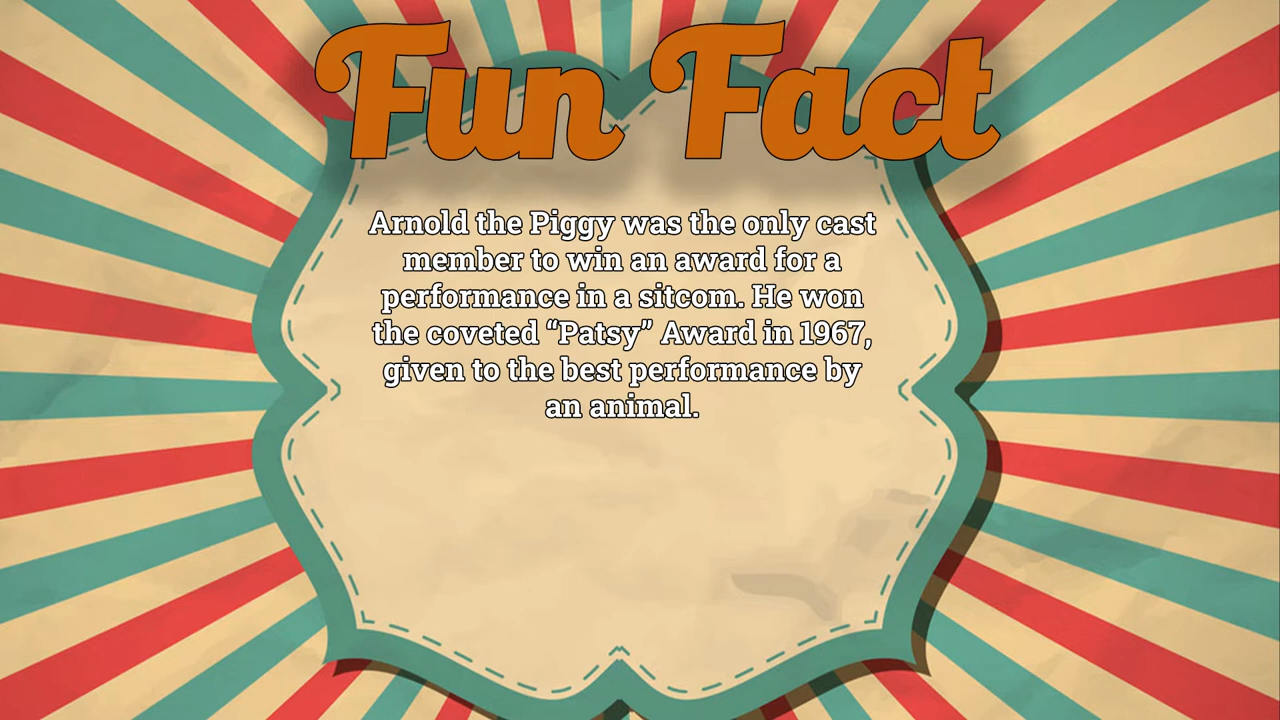 Fun Fact
Arnold the Piggy was the only cast
member to win an award for a
performance in a sitcom. He won
the coveted “Patsy” Award in 1967,
given to the best performance by
an animal.